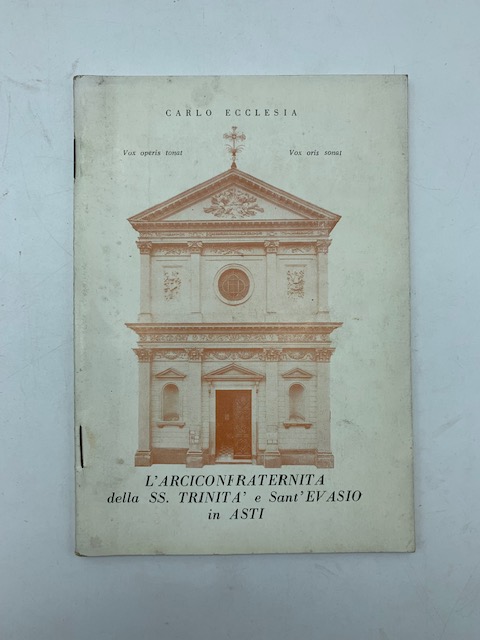 CARLO ECCLESIA
Vox operis tonat Vox oris sonat
L'ARCICONFRATERNITA
della SS. TRINITA' e Sant'EVASIO
in ASTI